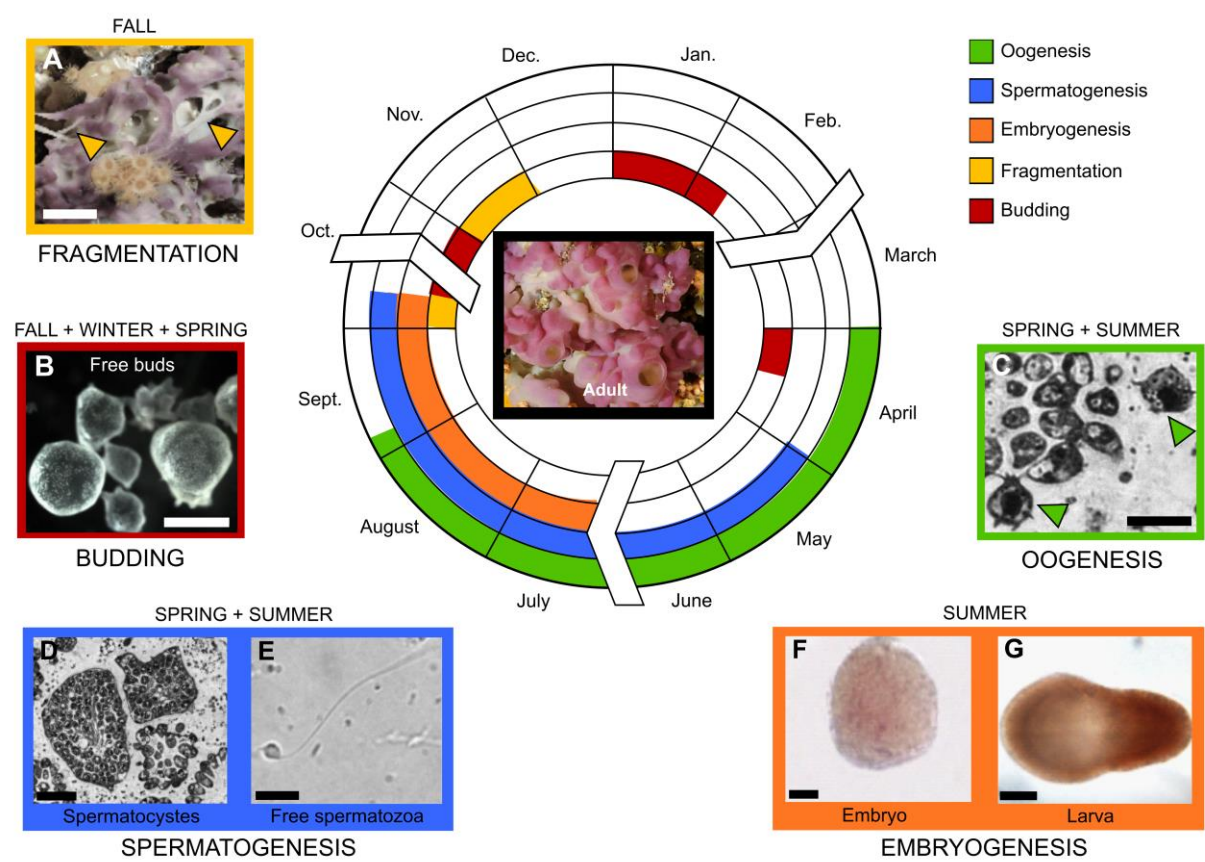 FALL
A
FRAGMENTATION
FALL + WINTER + SPRING
B
Free buds
BUDDING
Dec.
Jan.
Nov.
Feb.
Oct.
March
Sept.
April
August
May
July
June
Adult
Oogenesis
Spermatogenesis
Embryogenesis
Fragmentation
Budding
SPRING + SUMMER
C
OOGENESIS
SPRING + SUMMER
D
E
Spermatocystes
Free spermatozoa
SPERMATOGENESIS
SUMMER
F
G
Embryo
Larva
EMBRYOGENESIS